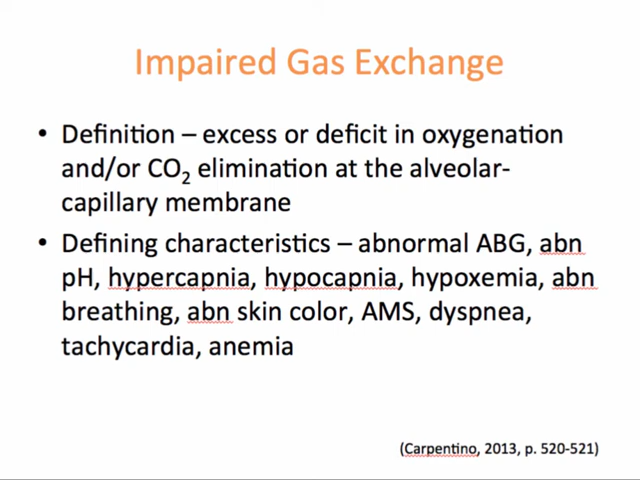 Impaired Gas Exchange
• Definition – excess or deficit in oxygenation
and/or CO₂ elimination at the alveolar-
capillary membrane
• Defining characteristics – abnormal ABG, abn
pH, hypercapnia, hypocapnia, hypoxemia, abn
breathing, abn skin color, AMS, dyspnea,
tachycardia, anemia
(Carpentino, 2013, p. 520-521)